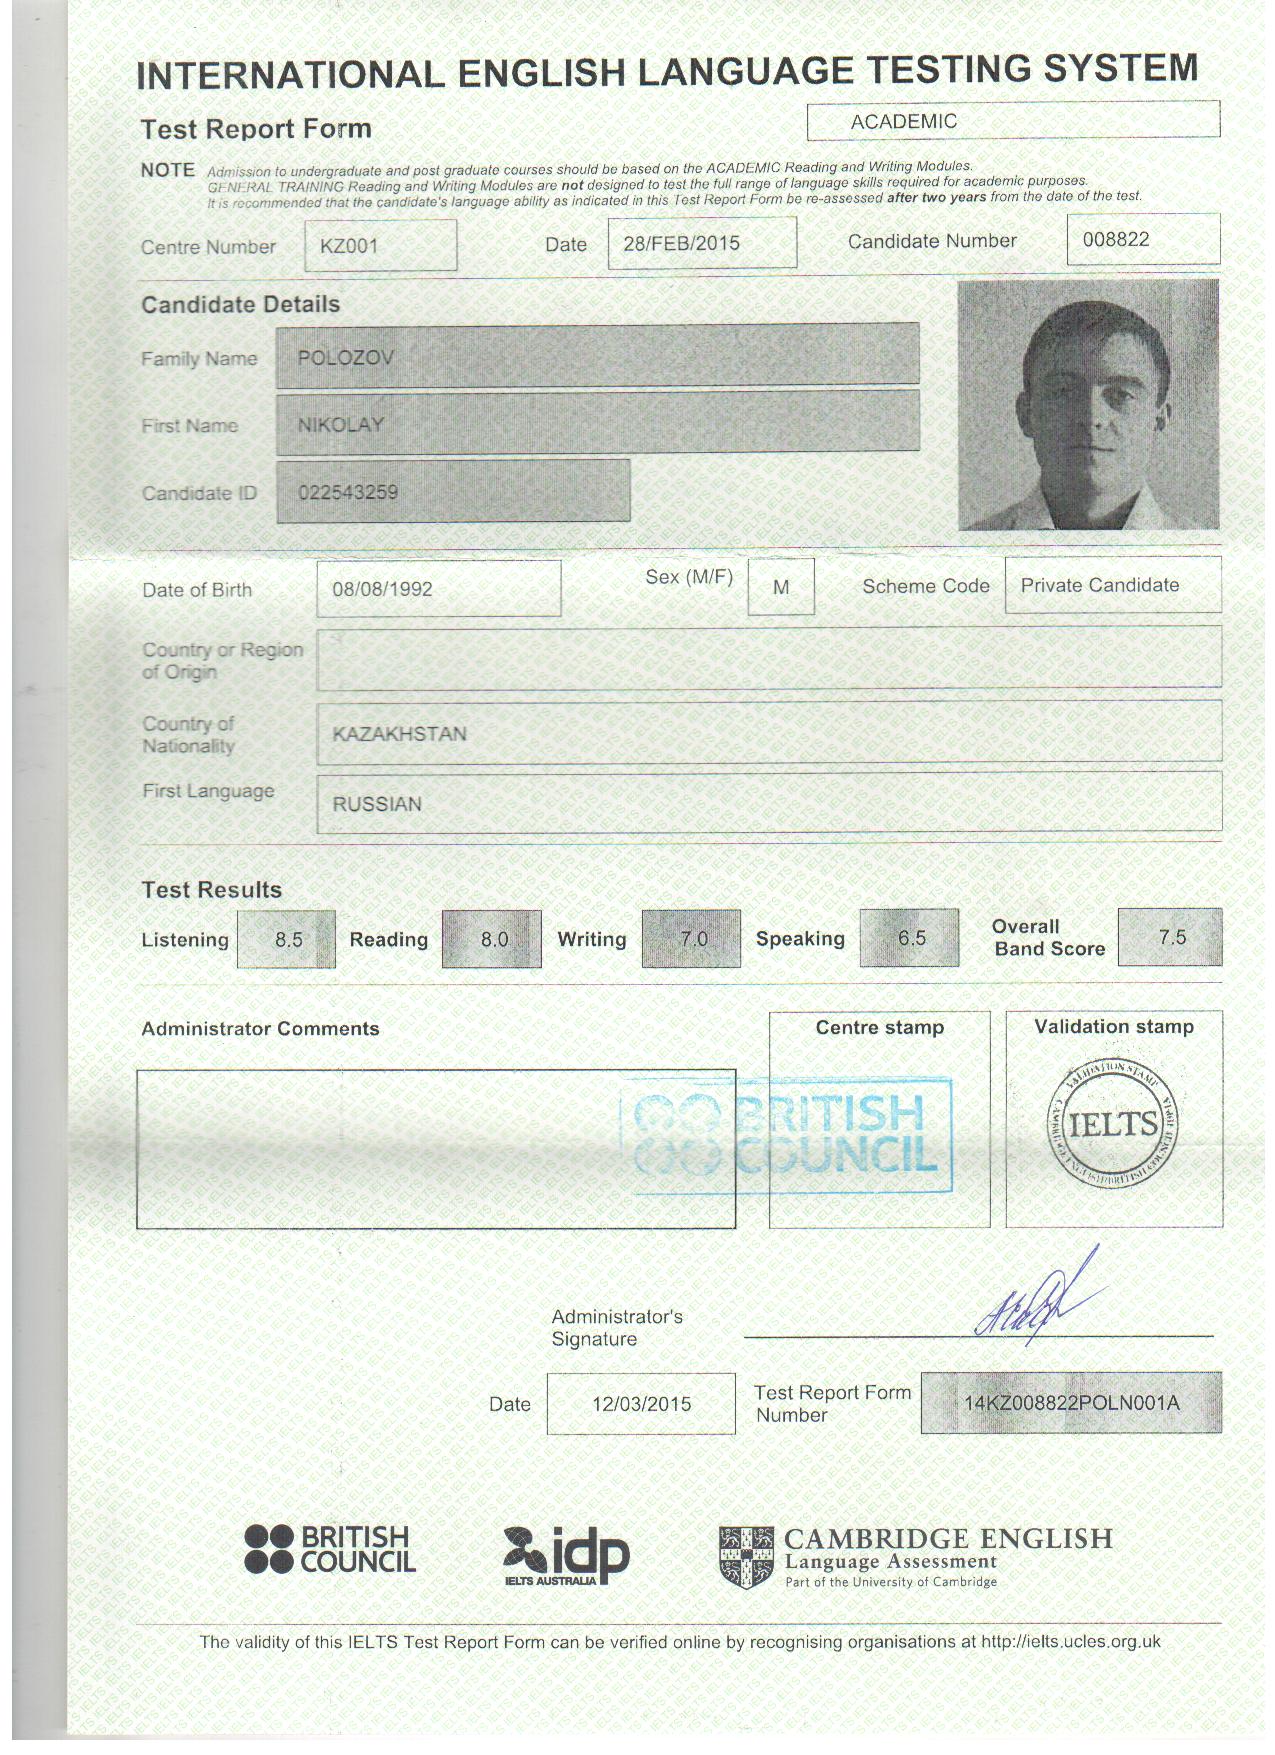 INTERNATIONAL ENGLISH LANGUAGE TESTING SYSTEM
Test Report Form
ACADEMIC
NOTE Admission to undergraduate and post graduate courses should be based on the ACADEMIC Reading and Writing Modules.
GENERAL TRAINING Reading and Writing Modules are not designed to test the full range of language skills required for academic purposes.
It is recommended that the candidate's language ability as indicated in this Test Report Form be re-assessed after two years from the date of the test.
Centre Number KZ001 Date 28/FEB/2015 Candidate Number 008822
Candidate Details
Family Name POLOZOV
First Name NIKOLAY
Candidate ID 022543259
Date of Birth 08/08/1992 Sex (M/F) M Scheme Code Private Candidate
Country or Region
of Origin
Country of
Nationality
KAZAKHSTAN
First Language RUSSIAN
Test Results
Listening 8.5 Reading 8.0 Writing 7.0 Speaking 6.5 Overall
Band Score 7.5
Administrator Comments
Centre stamp
BRITISH
COUNCIL
Validation stamp
VALIDATION STAMP
IELTS
Administrator's
Signature
Date 12/03/2015
Test Report Form
Number
14KZ008822POLN001A
BRITISH
COUNCIL
idp
IELTS AUSTRALIA
CAMBRIDGE ENGLISH
Language Assessment
Part of the University of Cambridge
The validity of this IELTS Test Report Form can be verified online by recognising organisations at http://ielts.ucles.org.uk